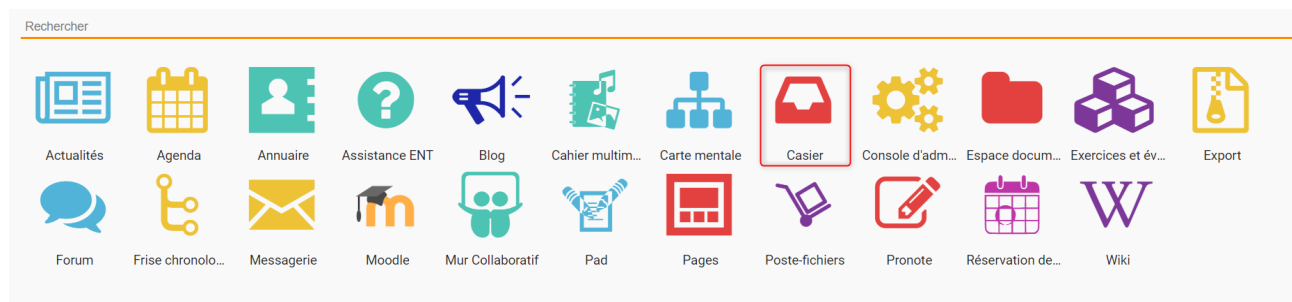 Rechercher
Actualités Agenda Annuaire Assistance ENT Blog Cahier multim... Carte mentale Casier Console d'adm... Espace docum... Exercices et év... Export
Forum Frise chronolo... Messagerie Moodle Mur Collaboratif Pad Pages Poste-fichiers Pronote Réservation de... Wiki